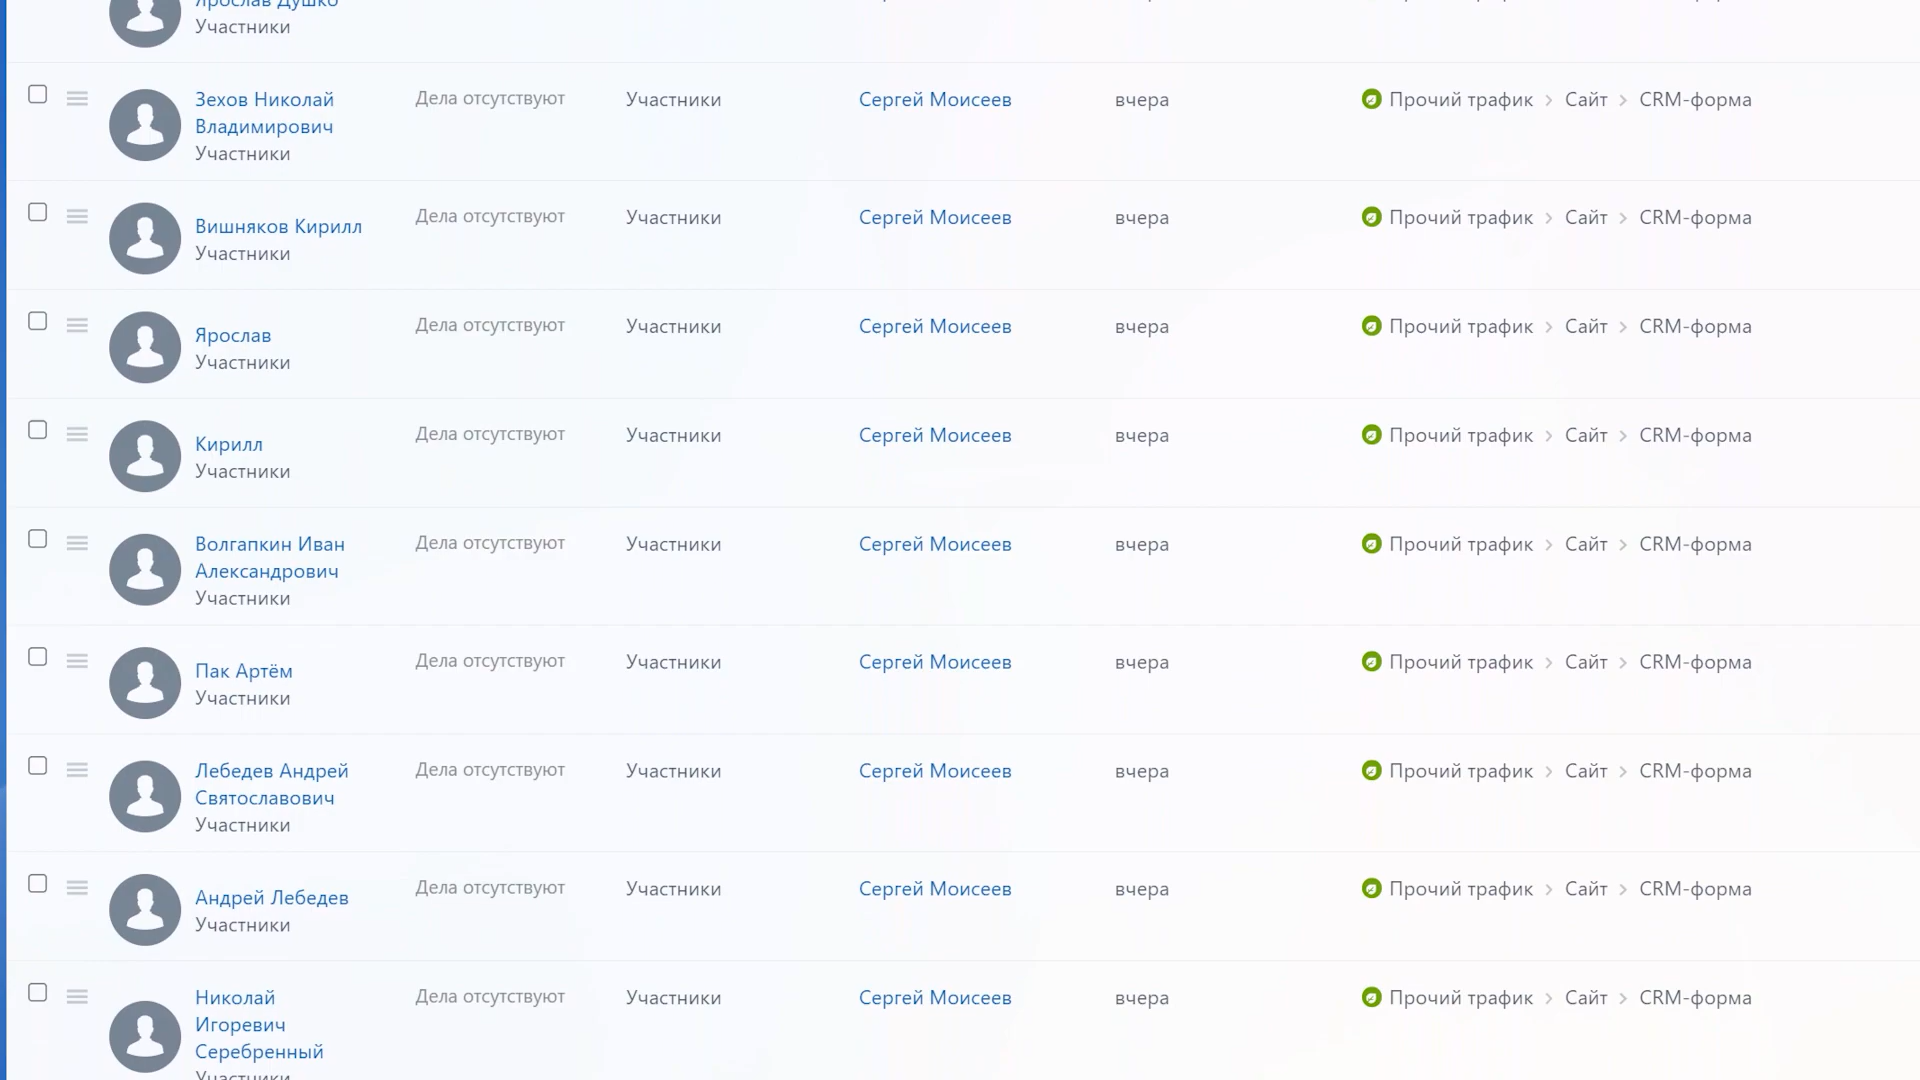 Ярослав Душко
Участники
Зехов Николай
Владимирович
Участники
Дела отсутствуют
Участники
Сергей Моисеев
вчера
Прочий трафик > Сайт > CRM-форма
Вишняков Кирилл
Участники
Дела отсутствуют
Участники
Сергей Моисеев
вчера
Прочий трафик > Сайт > CRM-форма
Ярослав
Участники
Дела отсутствуют
Участники
Сергей Моисеев
вчера
Прочий трафик > Сайт > CRM-форма
Кирилл
Участники
Дела отсутствуют
Участники
Сергей Моисеев
вчера
Прочий трафик > Сайт > CRM-форма
Волгапкин Иван
Александрович
Участники
Дела отсутствуют
Участники
Сергей Моисеев
вчера
Прочий трафик > Сайт > CRM-форма
Пак Артём
Участники
Дела отсутствуют
Участники
Сергей Моисеев
вчера
Прочий трафик > Сайт > CRM-форма
Лебедев Андрей
Святославович
Участники
Дела отсутствуют
Участники
Сергей Моисеев
вчера
Прочий трафик > Сайт > CRM-форма
Андрей Лебедев
Участники
Дела отсутствуют
Участники
Сергей Моисеев
вчера
Прочий трафик > Сайт > CRM-форма
Николай
Игоревич
Серебренный
Участники
Дела отсутствуют
Участники
Сергей Моисеев
вчера
Прочий трафик > Сайт > CRM-форма